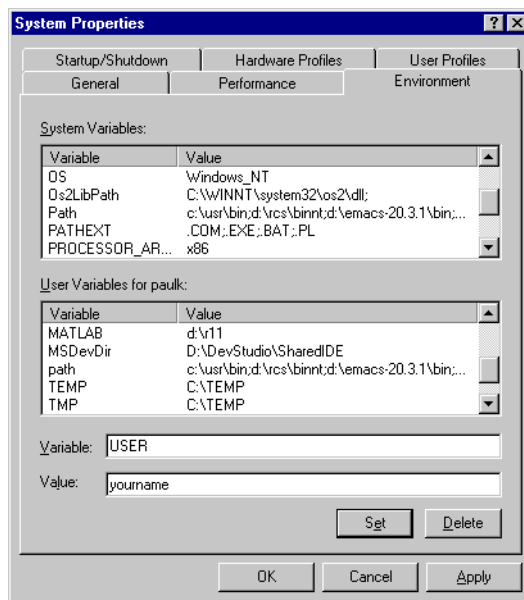 System Properties
Startup/Shutdown Hardware Profiles User Profiles
General Performance Environment
System Variables:
Variable Value
OS Windows_NT
Os2LibPath C:\WINNT\system32\os2\dll;
Path c:\usr\bin;d:\rcs\binnt;d:\emacs-20.3.1\bin;...
PATHEXT .COM;.EXE;.BAT;.PL
PROCESSOR_AR... x86
User Variables for paulk:
Variable Value
MATLAB d:\r11
MSDevDir D:\DevStudio\SharedIDE
path c:\usr\bin;d:\rcs\binnt;d:\emacs-20.3.1\bin;...
TEMP C:\TEMP
TMP C:\TEMP
Variable: USER
Value: yourname
Set Delete
OK Cancel Apply